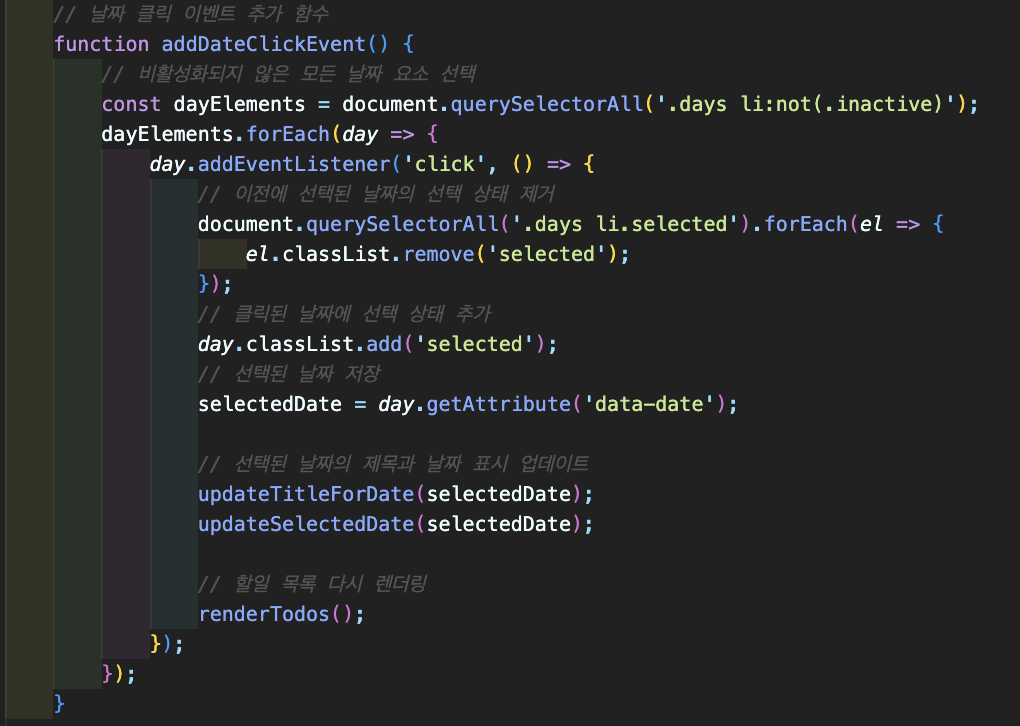 // 날짜 클릭 이벤트 추가 함수
function addDateClickEvent() {
// 비활성화되지 않은 모든 날짜 요소 선택
const dayElements = document.querySelectorAll('.days li:not(.inactive)');
dayElements.forEach(day => {
day.addEventListener('click', () => {
// 이전에 선택된 날짜의 선택 상태 제거
document.querySelectorAll('.days li.selected').forEach(el => {
el.classList.remove('selected');
});
// 클릭된 날짜에 선택 상태 추가
day.classList.add('selected');
// 선택된 날짜 저장
selectedDate = day.getAttribute('data-date');
// 선택된 날짜의 제목과 날짜 표시 업데이트
updateTitleForDate(selectedDate);
updateSelectedDate(selectedDate);
// 할일 목록 다시 렌더링
renderTodos();
});
});
}